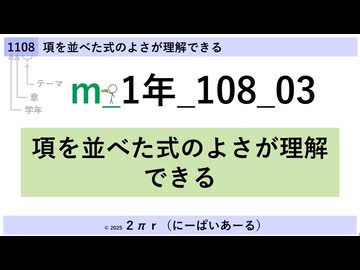 1108 項を並べた式のよさが理解できる
テーマ
章
学年
m_1年_108_03
項を並べた式のよさが理解
できる
© 2025 2πr（にーぱいあーる）